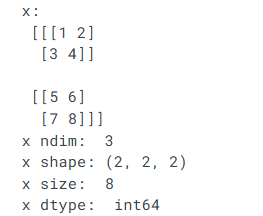 x:
[[[1 2]
[3 4]]
[[5 6]
[7 8]]]
x ndim:  3
x shape: (2, 2, 2)
x size:  8
x dtype:  int64